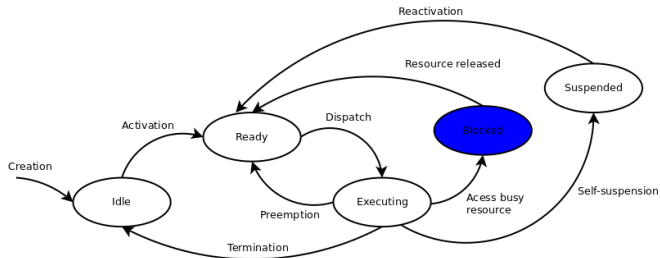 Reactivation
Resource released
Suspended
Activation
Dispatch
Ready
Blocked
Creation
Idle
Executing
Self-suspension
Preemption
Acess busy
resource
Termination